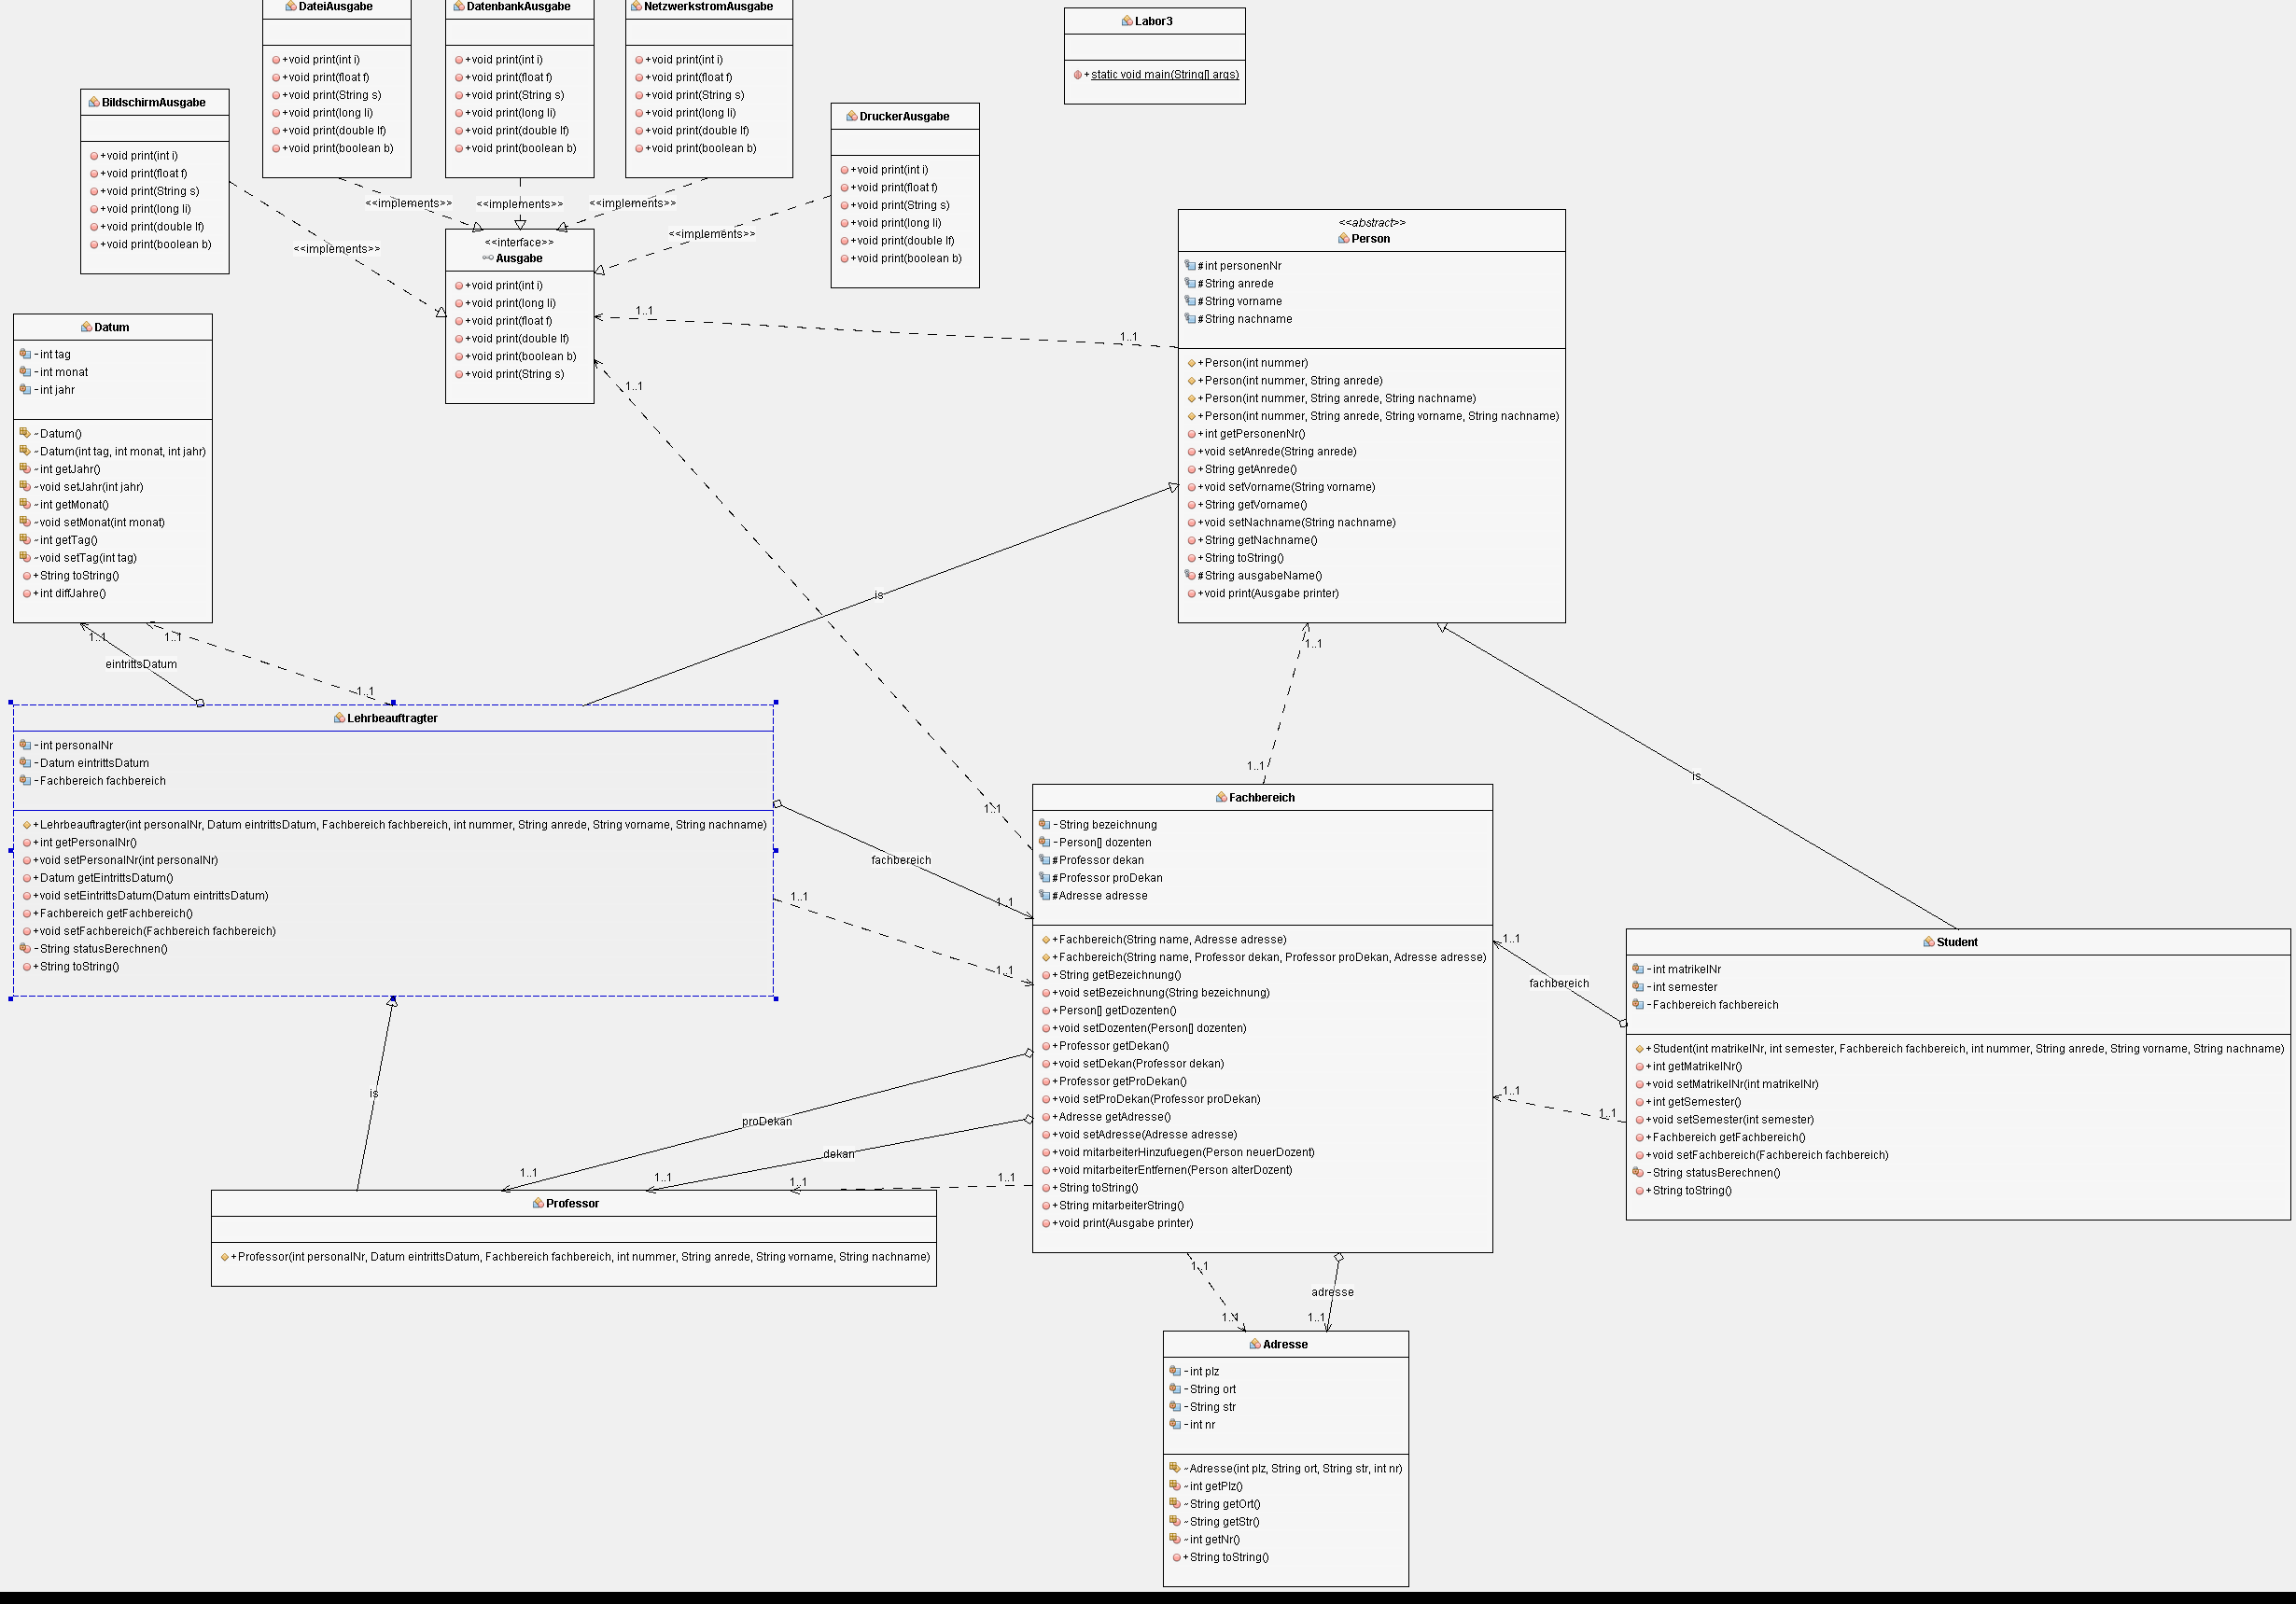 DateiAusgabe
+void print(int i)
+void print(float f)
+void print(String s)
+void print(long li)
+void print(double lf)
+void print(boolean b)
DatenbankAusgabe
+void print(int i)
+void print(float f)
+void print(String s)
+void print(long li)
+void print(double lf)
+void print(boolean b)
NetzwerkstromAusgabe
+void print(int i)
+void print(float f)
+void print(String s)
+void print(long li)
+void print(double lf)
+void print(boolean b)
Labor3
+static void main(String[] args)
BildschirmAusgabe
+void print(int i)
+void print(float f)
+void print(String s)
+void print(long li)
+void print(double lf)
+void print(boolean b)
DruckerAusgabe
+void print(int i)
+void print(float f)
+void print(String s)
+void print(long li)
+void print(double lf)
+void print(boolean b)
<<implements>>
<<implements>>
<<implements>>
<<implements>>
<<implements>>
<<interface>>
Ausgabe
+void print(int i)
+void print(long li)
+void print(float f)
+void print(double lf)
+void print(boolean b)
+void print(String s)
1..1
1..1
1..1
<<abstract>>
Person
#int personenNr
#String anrede
#String vorname
#String nachname
+Person(int nummer)
+Person(int nummer, String anrede)
+Person(int nummer, String anrede, String nachname)
+Person(int nummer, String anrede, String vorname, String nachname)
+int getPersonenNr()
+void setAnrede(String anrede)
+String getAnrede()
+void setVorname(String vorname)
+String getVorname()
+void setNachname(String nachname)
+String getNachname()
+String toString()
#String ausgabeName()
+void print(Ausgabe printer)
Datum
-int tag
-int monat
-int jahr
~Datum()
~Datum(int tag, int monat, int jahr)
~int getJahr()
~void setJahr(int jahr)
~int getMonat()
~void setMonat(int monat)
~int getTag()
~void setTag(int tag)
+String toString()
+int diffJahre()
is
1..1
1..1
eintrittsDatum
1..1
1..1
1..1
is
Lehrbeauftragter
-int personalNr
-Datum eintrittsDatum
-Fachbereich fachbereich
+Lehrbeauftragter(int personalNr, Datum eintrittsDatum, Fachbereich fachbereich, int nummer, String anrede, String vorname, String nachname)
+int getPersonalNr()
+void setPersonalNr(int personalNr)
+Datum getEintrittsDatum()
+void setEintrittsDatum(Datum eintrittsDatum)
+Fachbereich getFachbereich()
+void setFachbereich(Fachbereich fachbereich)
-String statusBerechnen()
+String toString()
1..1
fachbereich
1..1
1..1
1..1
Fachbereich
-String bezeichnung
-Person[] dozenten
#Professor dekan
#Professor proDekan
#Adresse adresse
+Fachbereich(String name, Adresse adresse)
+Fachbereich(String name, Professor dekan, Professor proDekan, Adresse adresse)
+String getBezeichnung()
+void setBezeichnung(String bezeichnung)
+Person[] getDozenten()
+void setDozenten(Person[] dozenten)
+Professor getDekan()
+void setDekan(Professor dekan)
+Professor getProDekan()
+void setProDekan(Professor proDekan)
+Adresse getAdresse()
+void setAdresse(Adresse adresse)
+void mitarbeiterHinzufuegen(Person neuerDozent)
+void mitarbeiterEntfernen(Person alterDozent)
+String toString()
+String mitarbeiterString()
+void print(Ausgabe printer)
1..1
fachbereich
1..1
1..1
Student
-int matrikelNr
-int semester
-Fachbereich fachbereich
+Student(int matrikelNr, int semester, Fachbereich fachbereich, int nummer, String anrede, String vorname, String nachname)
+int getMatrikelNr()
+void setMatrikelNr(int matrikelNr)
+int getSemester()
+void setSemester(int semester)
+Fachbereich getFachbereich()
+void setFachbereich(Fachbereich fachbereich)
-String statusBerechnen()
+String toString()
is
proDekan
dekan
1..1
1..1
1..1
1..1
Professor
+Professor(int personalNr, Datum eintrittsDatum, Fachbereich fachbereich, int nummer, String anrede, String vorname, String nachname)
1..1
adresse
1..1
1..1
Adresse
-int plz
-String ort
-String str
-int nr
~Adresse(int plz, String ort, String str, int nr)
~int getPlz()
~String getOrt()
~String getStr()
~int getNr()
+String toString()